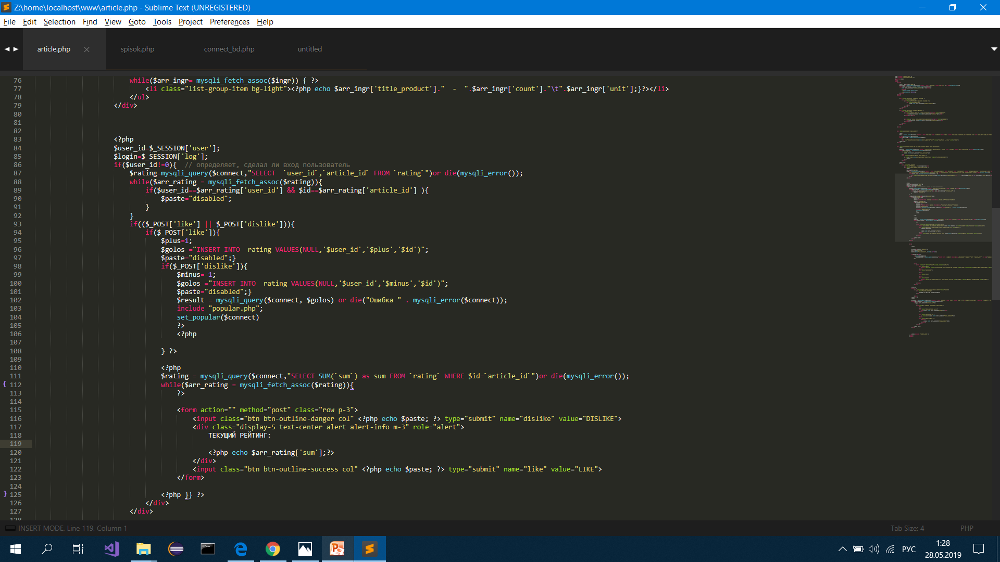 Z:\home\localhost\www\article.php - Sublime Text (UNREGISTERED)
File Edit Selection Find View Goto Tools Project Preferences Help
article.php spisok.php connect_bd.php untitled
76 while($arr_ingr= mysqli_fetch_assoc($ingr)) { ?>
77 <li class="list-group-item bg-light"><?php echo $arr_ingr['title_product']."  -  ".$arr_ingr['count']."\t".$arr_ingr['unit'];}?></li>
78 </ul>
79 </div>
80
81
82
83 <?php
84 $user_id=$_SESSION['user'];
85 $login=$_SESSION['log'];
86 if($user_id!=0){  // определяет, сделал ли вход пользователь
87 $rating=mysqli_query($connect,"SELECT  `user_id`,`article_id` FROM `rating`")or die(mysqli_error());
88 while($arr_rating = mysqli_fetch_assoc($rating)){
89 if($user_id==$arr_rating['user_id'] && $id==$arr_rating['article_id'] ){
90 $paste="disabled";
91 }
92 }
93 if(($_POST['like'] || $_POST['dislike'])){
94 if($_POST['like']){
95 $plus=1;
96 $golos ="INSERT INTO  rating VALUES(NULL,'$user_id','$plus','$id')";
97 $paste="disabled";}
98 if($_POST['dislike']){
99 $minus=-1;
100 $golos ="INSERT INTO  rating VALUES(NULL,'$user_id','$minus','$id')";
101 $paste="disabled";}
102 $result = mysqli_query($connect, $golos) or die("Ошибка " . mysqli_error($connect));
103 include "popular.php";
104 set_popular($connect)
105 ?>
106 <?php
107
108 } ?>
109
110 <?php
111 $rating = mysqli_query($connect,"SELECT SUM(`sum`) as sum FROM `rating` WHERE $id=`article_id`")or die(mysqli_error());
{ 112 while($arr_rating = mysqli_fetch_assoc($rating)){
113 ?>
114
115 <form action="" method="post" class="row p-3">
116 <input class="btn btn-outline-danger col" <?php echo $paste; ?> type="submit" name="dislike" value="DISLIKE">
117 <div class="display-5 text-center alert alert-info m-3" role="alert">
118 ТЕКУЩИЙ РЕЙТИНГ:
119
120 <?php echo $arr_rating['sum'];?>
121 </div>
122 <input class="btn btn-outline-success col" <?php echo $paste; ?> type="submit" name="like" value="LIKE">
123 </form>
124
} 125 <?php }} ?>
126 </div>
127 </div>
128
INSERT MODE, Line 119, Column 1 Tab Size: 4 PHP
РУС 1:28
28.05.2019